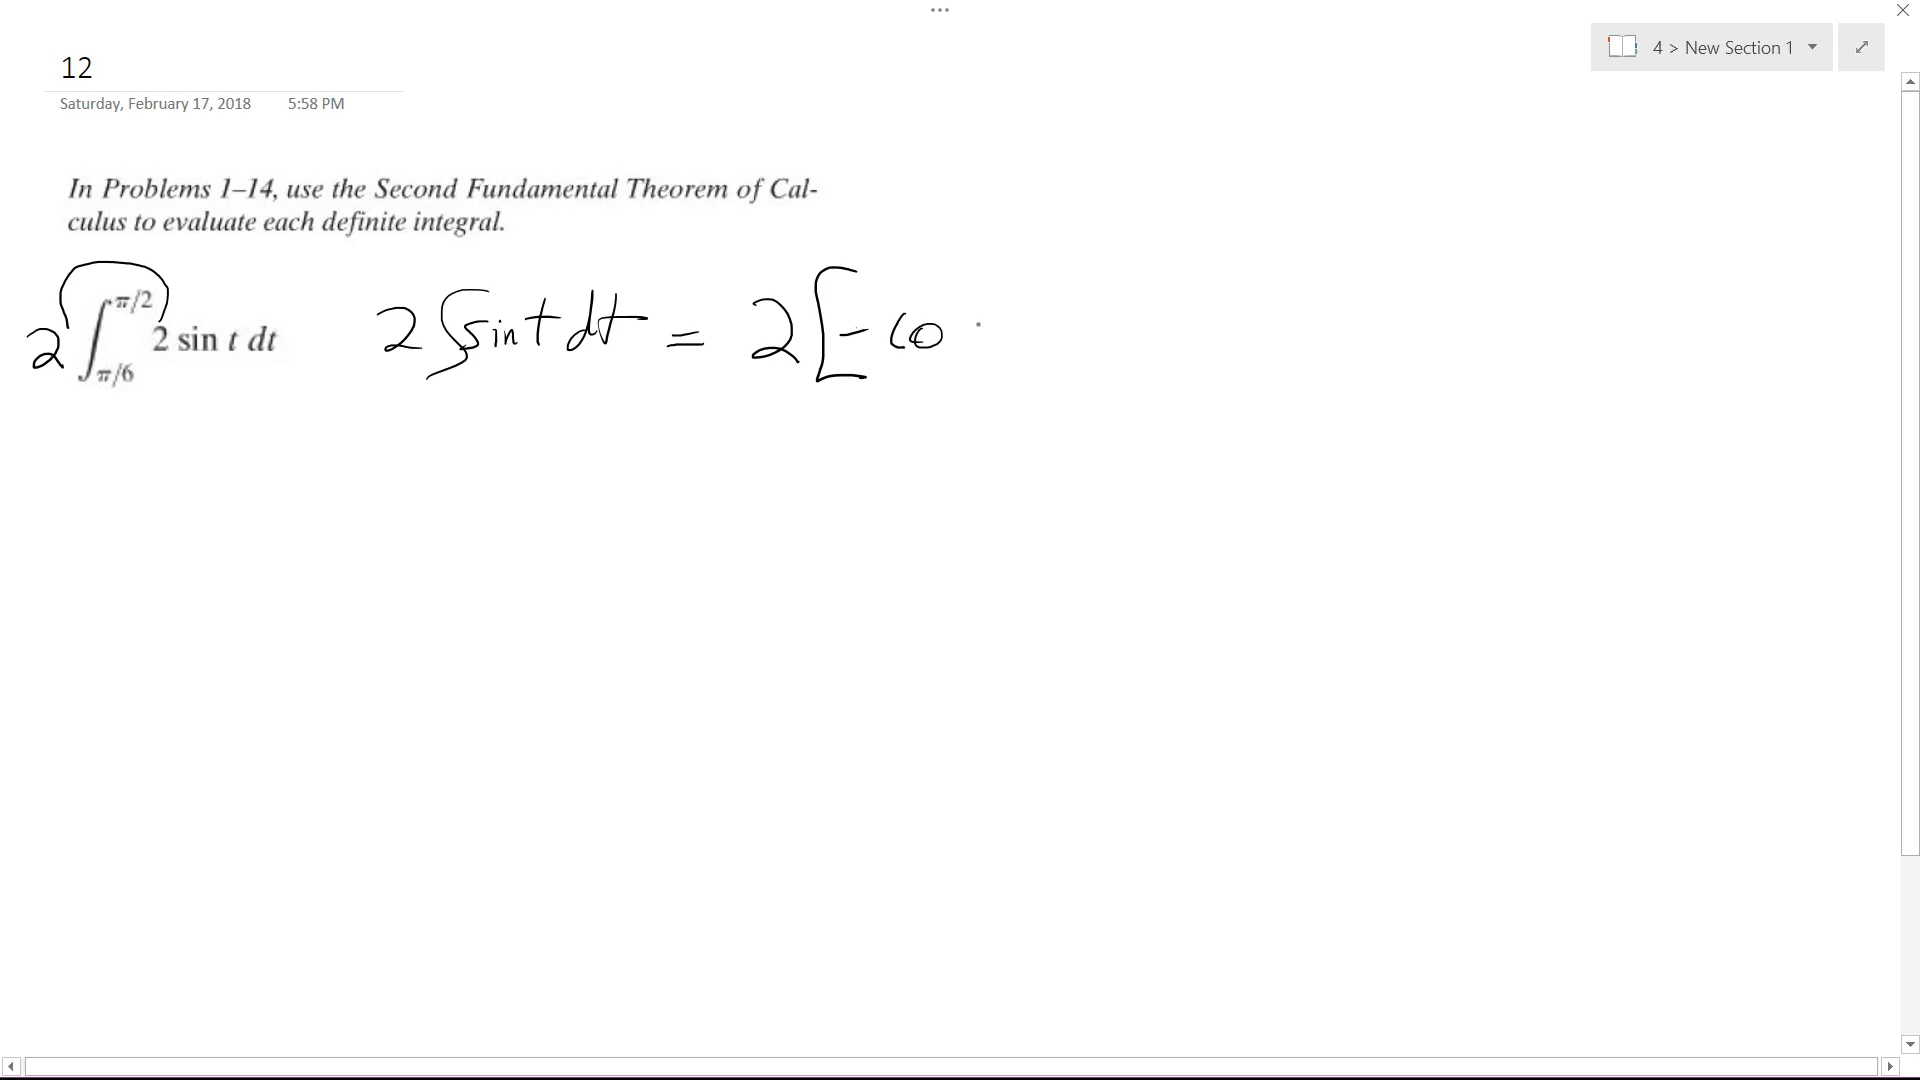 4 > New Section 1
12
Saturday, February 17, 2018 5:58 PM
In Problems 1–14, use the Second Fundamental Theorem of Cal-
culus to evaluate each definite integral.
2 ∫_{π/6}^{π/2} 2 sin t dt 2 ∫ sin t dt = 2 [ - co